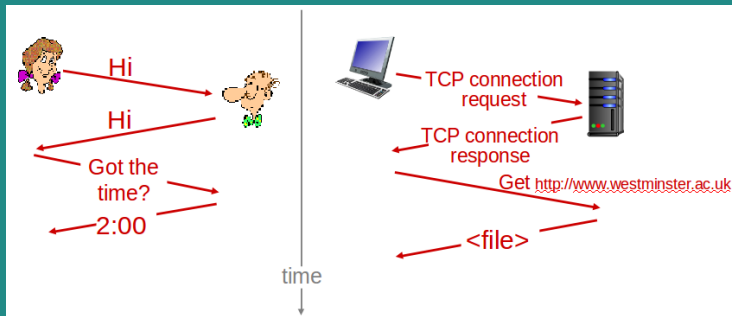 Hi
Hi
Got the
time?
2:00
time
TCP connection
request
TCP connection
response
Get http://www.westminster.ac.uk
<file>